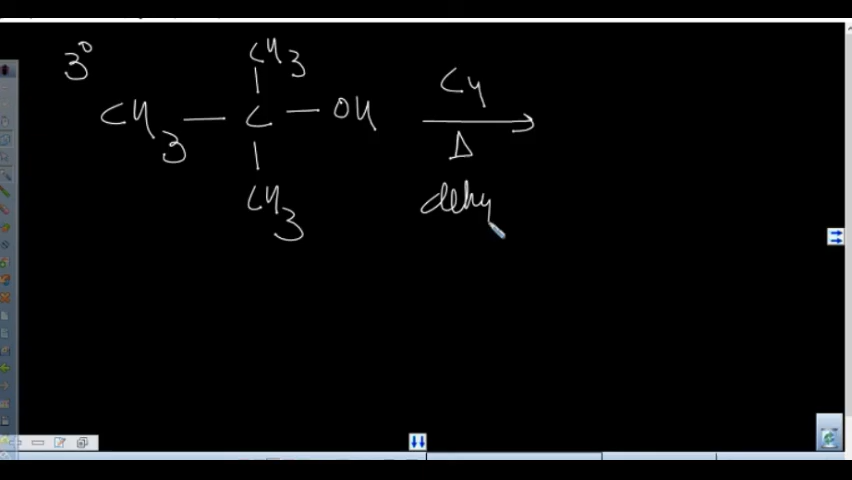 3°
CH3
CH3 — C — OH
Cu
Δ
CH3
dehy